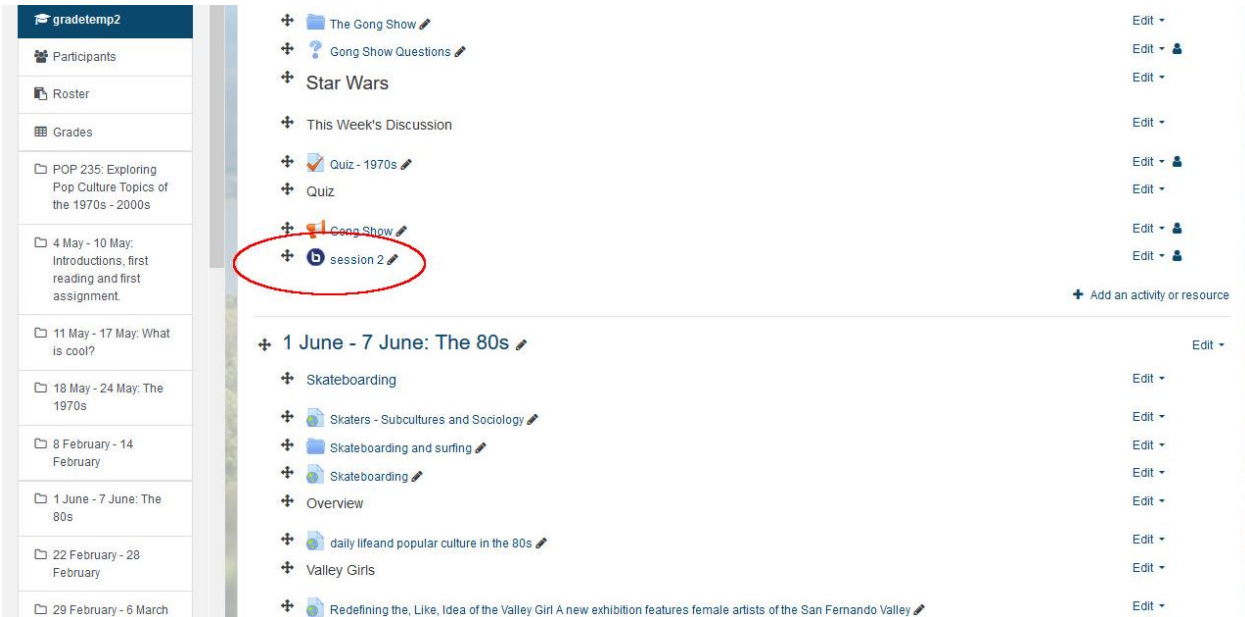 gradetemp2
Participants
Roster
Grades
POP 235: Exploring
Pop Culture Topics of
the 1970s - 2000s
4 May - 10 May:
Introductions, first
reading and first
assignment.
11 May - 17 May: What
is cool?
18 May - 24 May: The
1970s
8 February - 14
February
1 June - 7 June: The
80s
22 February - 28
February
29 February - 6 March
The Gong Show Edit
Gong Show Questions Edit
Star Wars Edit
This Week's Discussion Edit
Quiz - 1970s Edit
Quiz Edit
Gong Show Edit
session 2 Edit
Add an activity or resource
1 June - 7 June: The 80s Edit
Skateboarding Edit
Skaters - Subcultures and Sociology Edit
Skateboarding and surfing Edit
Skateboarding Edit
Overview Edit
daily lifeand popular culture in the 80s Edit
Valley Girls Edit
Redefining the, Like, Idea of the Valley Girl A new exhibition features female artists of the San Fernando Valley Edit